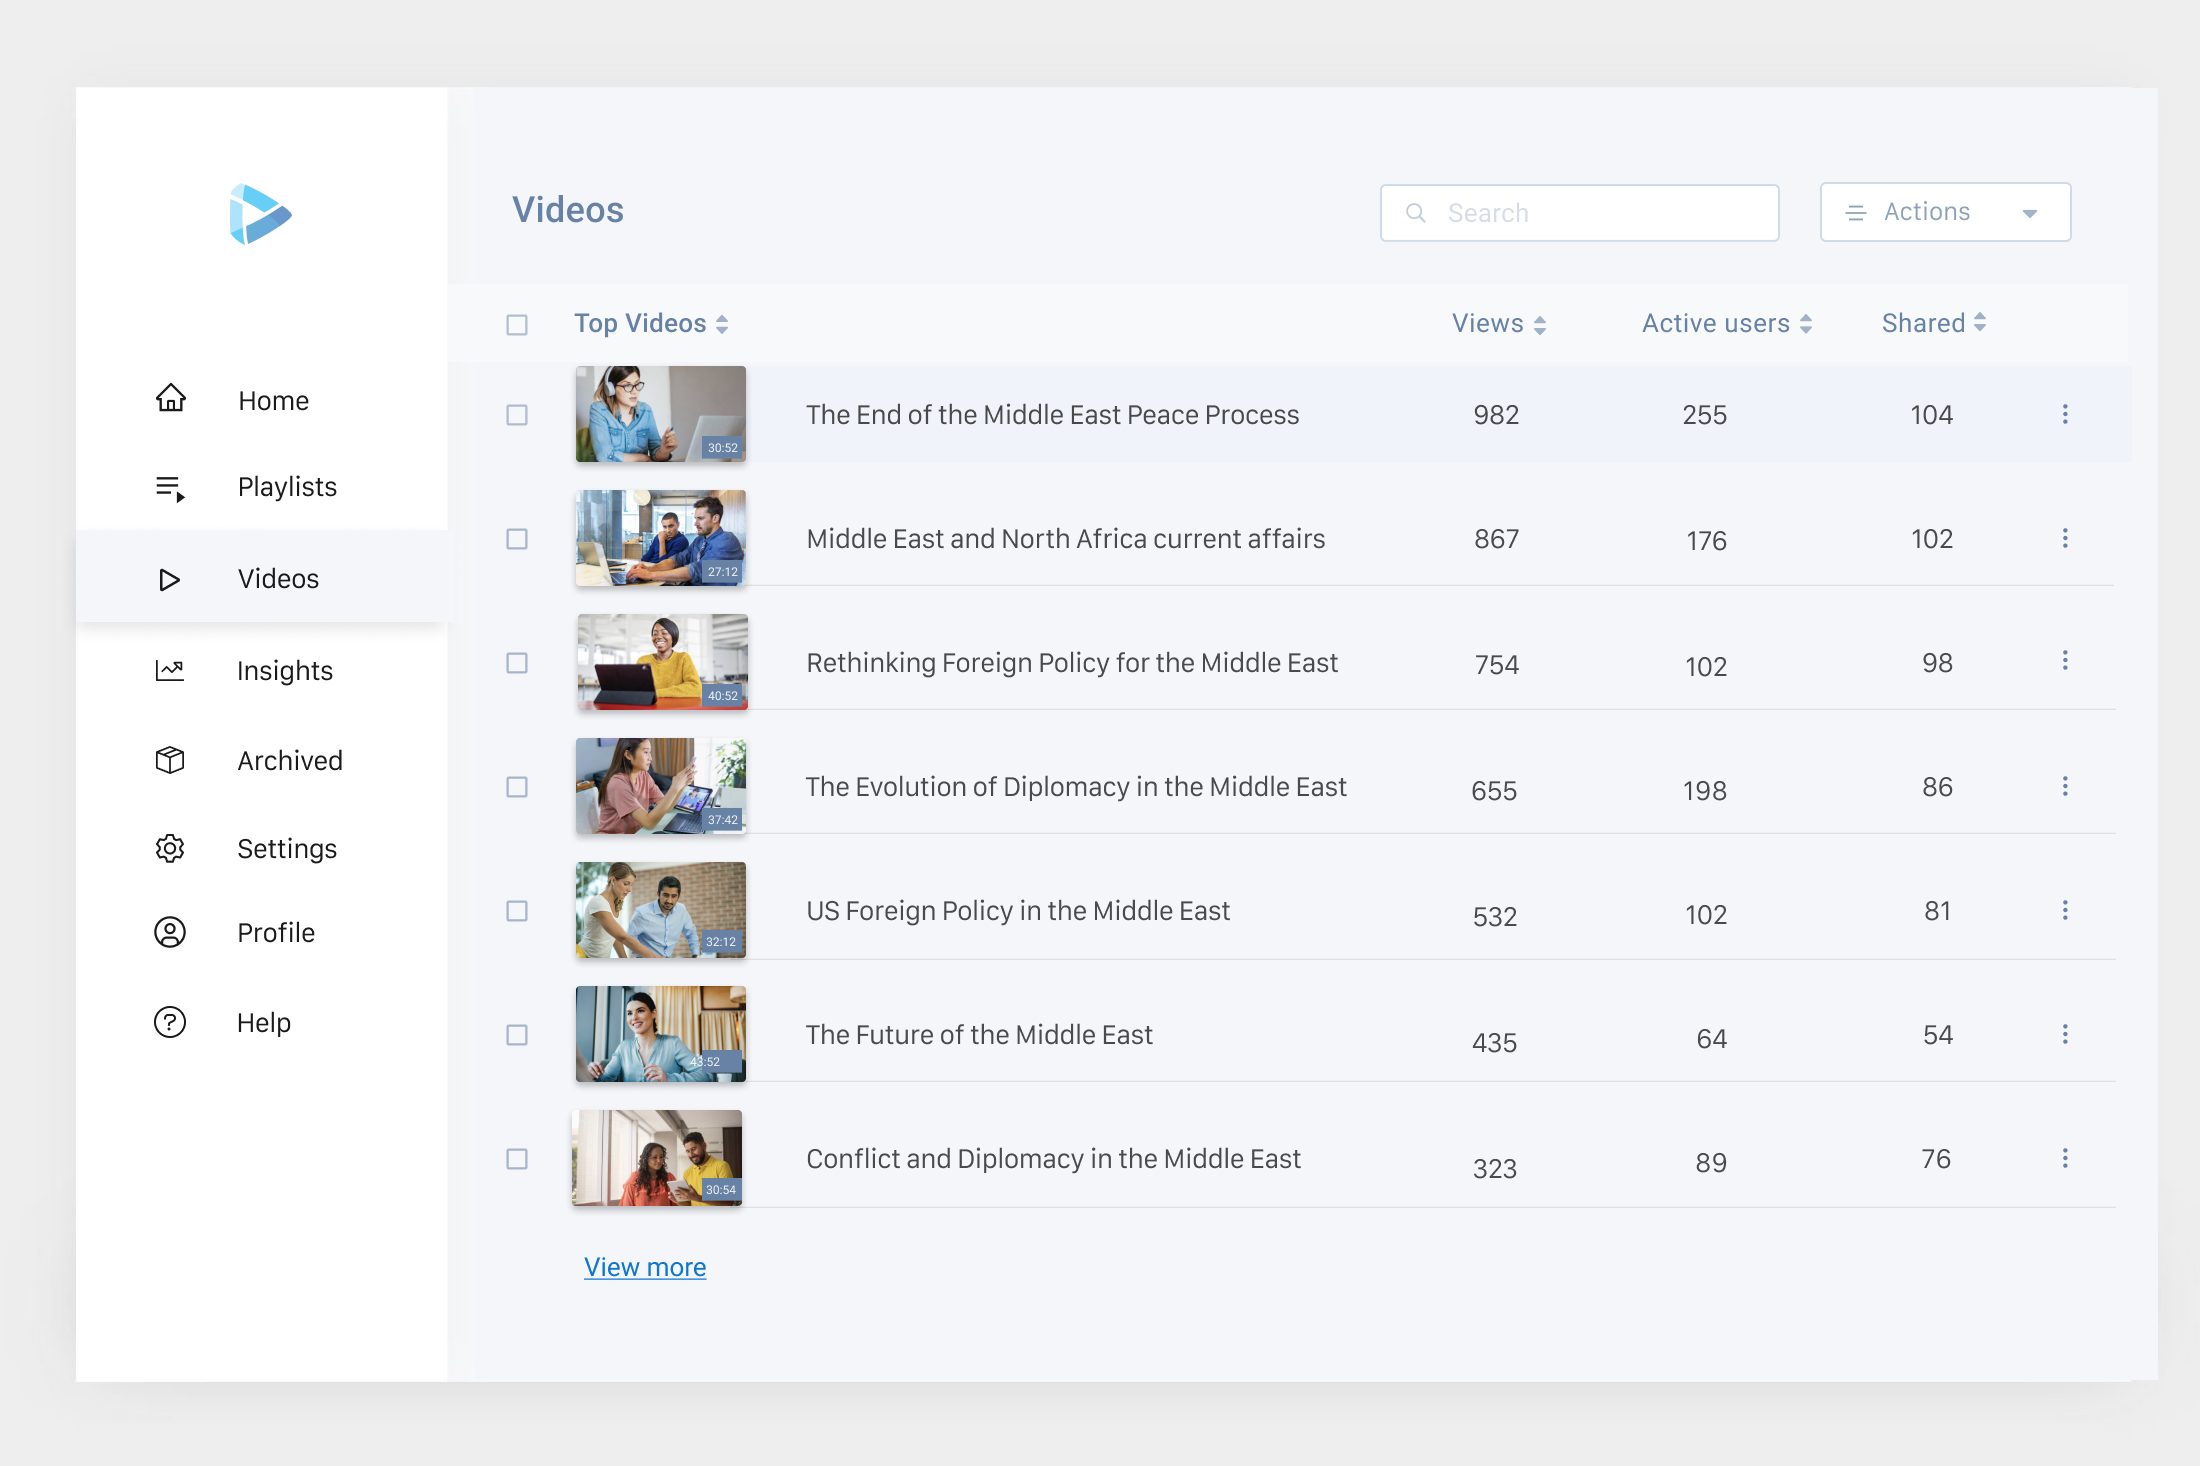 Videos
Search
Actions
Top Videos
Views
Active users
Shared
Home
Playlists
Videos
Insights
Archived
Settings
Profile
Help
30:52
The End of the Middle East Peace Process
982
255
104
27:12
Middle East and North Africa current affairs
867
176
102
40:52
Rethinking Foreign Policy for the Middle East
754
102
98
37:42
The Evolution of Diplomacy in the Middle East
655
198
86
32:12
US Foreign Policy in the Middle East
532
102
81
43:52
The Future of the Middle East
435
64
54
30:54
Conflict and Diplomacy in the Middle East
323
89
76
View more